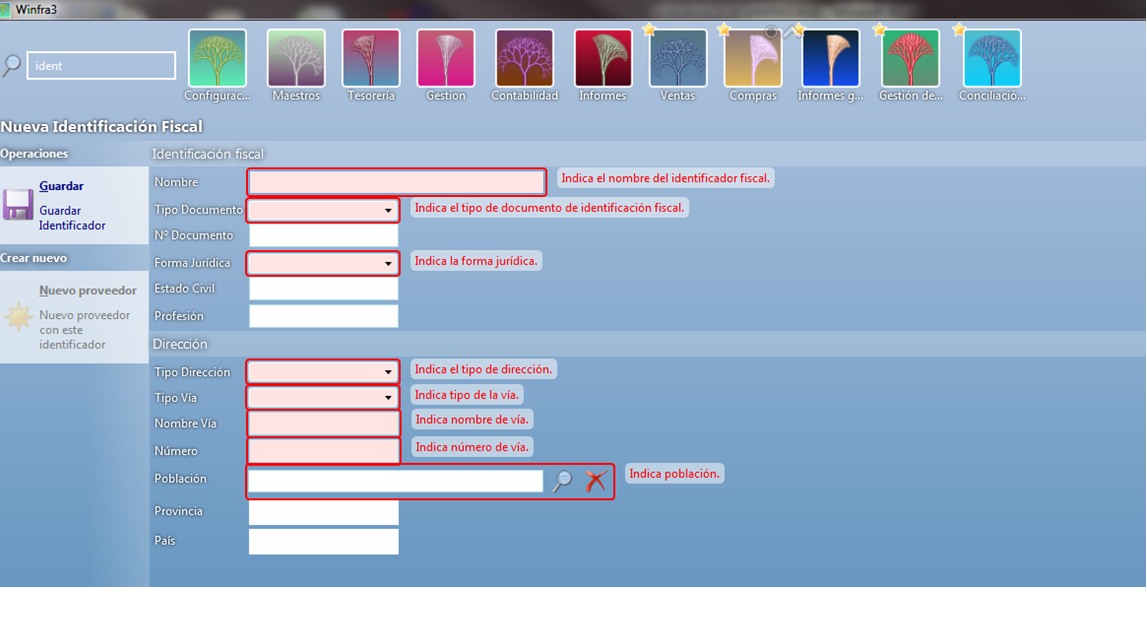 Winfra3
ident
Configurac...
Maestros
Tesorería
Gestión
Contabilidad
Informes
Ventas
Compras
Informes g...
Gestión de...
Conciliació...
Nueva Identificación Fiscal
Operaciones
Guardar
Guardar
Identificador
Crear nuevo
Nuevo proveedor
Nuevo proveedor
con este
identificador
Identificación fiscal
Nombre
Indica el nombre del identificador fiscal.
Tipo Documento
Indica el tipo de documento de identificación fiscal.
Nº Documento
Forma Jurídica
Indica la forma jurídica.
Estado Civil
Profesión
Dirección
Tipo Dirección
Indica el tipo de dirección.
Tipo Vía
Indica tipo de la vía.
Nombre Vía
Indica nombre de vía.
Número
Indica número de vía.
Población
Indica población.
Provincia
País